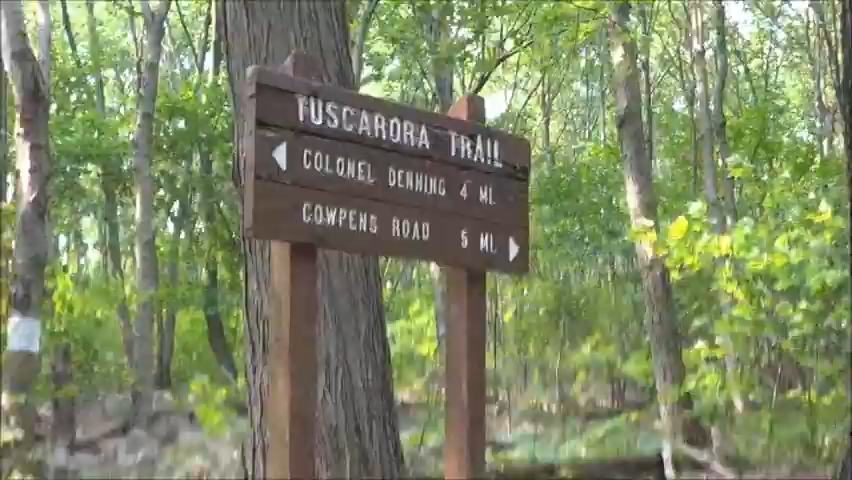 TUSCARORA TRAIL
COLONEL DENNING 4 MI.
COWPENS ROAD 5 MI.